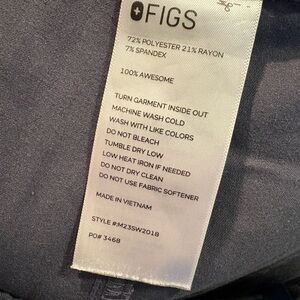 FIGS
72% POLYESTER 21% RAYON
7% SPANDEX
100% AWESOME
TURN GARMENT INSIDE OUT
MACHINE WASH COLD
WASH WITH LIKE COLORS
DO NOT BLEACH
TUMBLE DRY LOW
LOW HEAT IRON IF NEEDED
DO NOT DRY CLEAN
DO NOT USE FABRIC SOFTENER
MADE IN VIETNAM
STYLE #:M23SW2018
PO# 3468